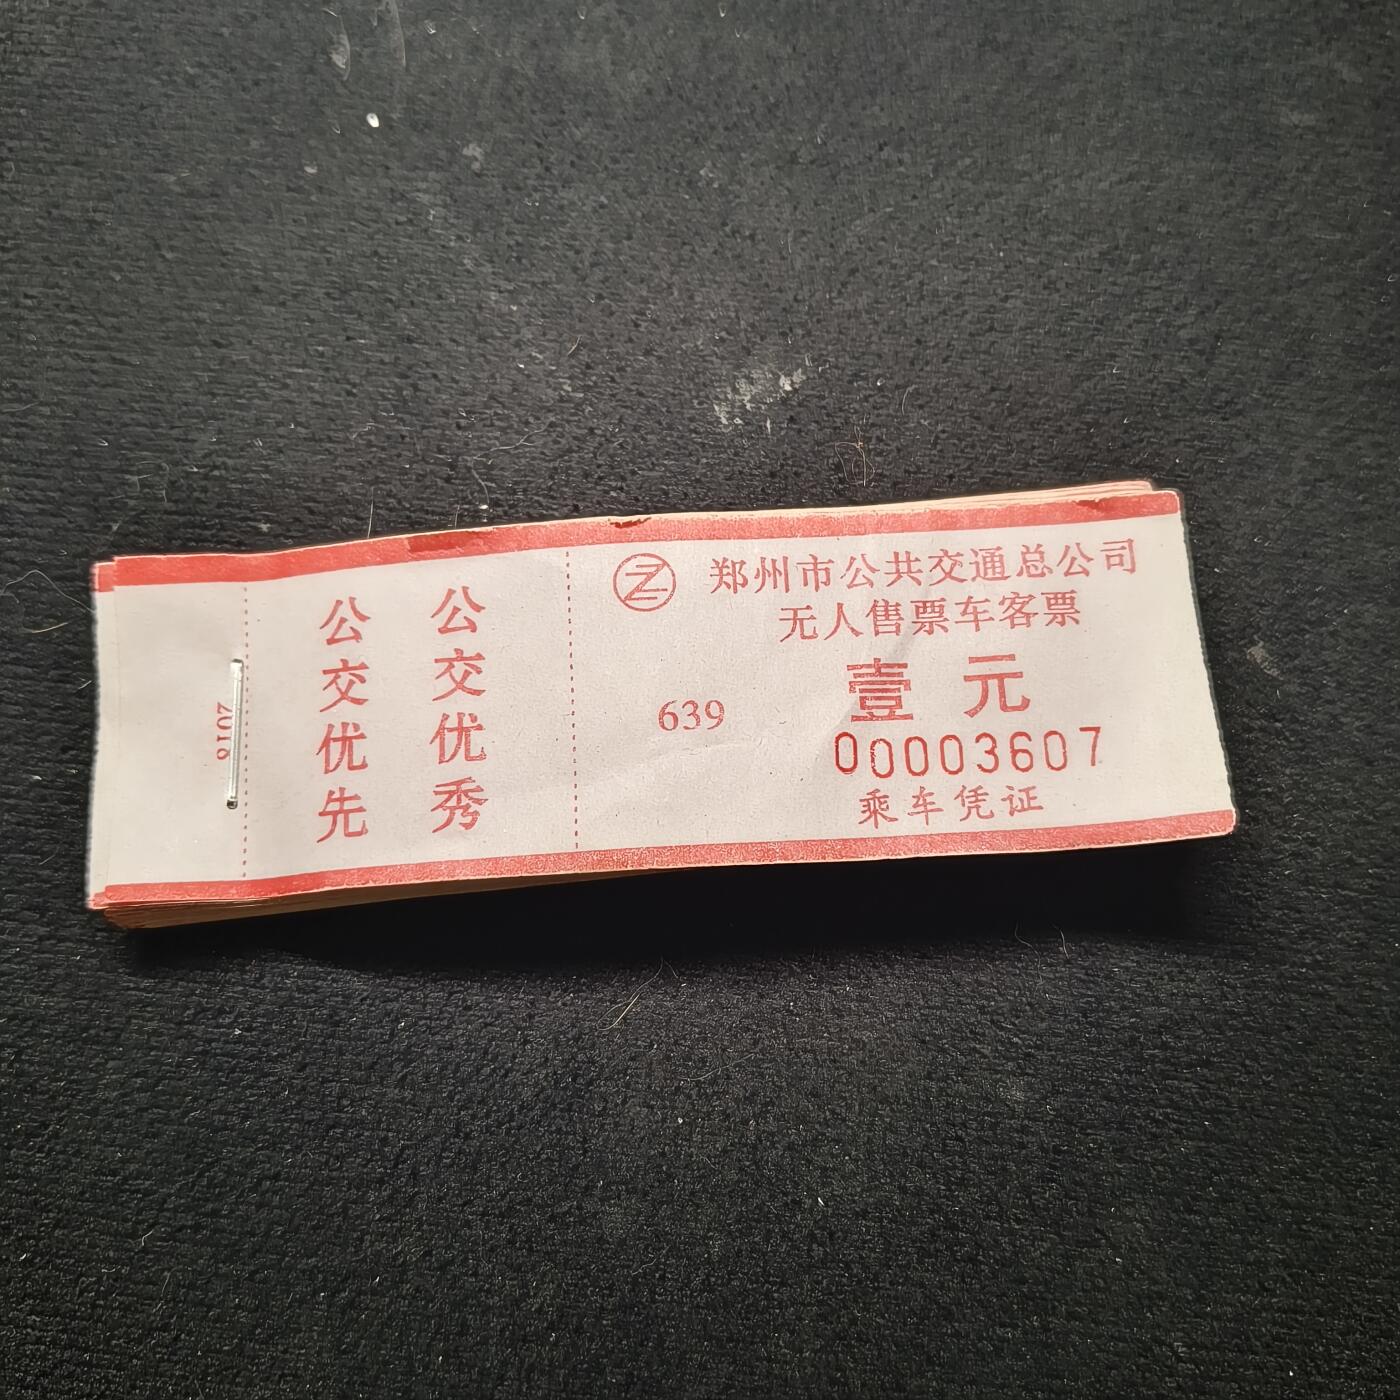 郑州市公共交通总公司
无人售票车客票
壹元
639
00003607
乘车凭证
公交优秀
公交优先
2018